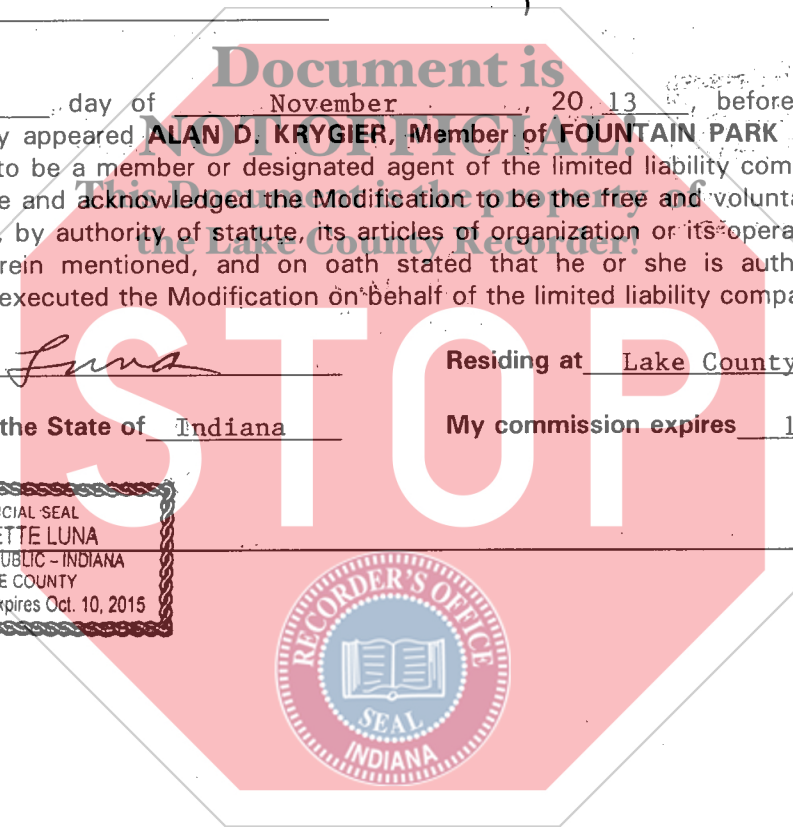 Document is
NOT OFFICIAL!
This Document is the property of
the Lake County Recorder!
day of November, 20 13, before
y appeared ALAN D. KRYGIER, Member of FOUNTAIN PARK
to be a member or designated agent of the limited liability com
e and acknowledged the Modification to be the free and volunta
, by authority of statute, its articles of organization or its opera
rein mentioned, and on oath stated that he or she is auth
executed the Modification on behalf of the limited liability compa
Luna
Residing at Lake County
the State of Indiana
My commission expires 1
STOP
CIAL SEAL
ETTE LUNA
UBLIC - INDIANA
E COUNTY
xpires Oct. 10, 2015
RECORDER'S OFFICE
SEAL
INDIANA